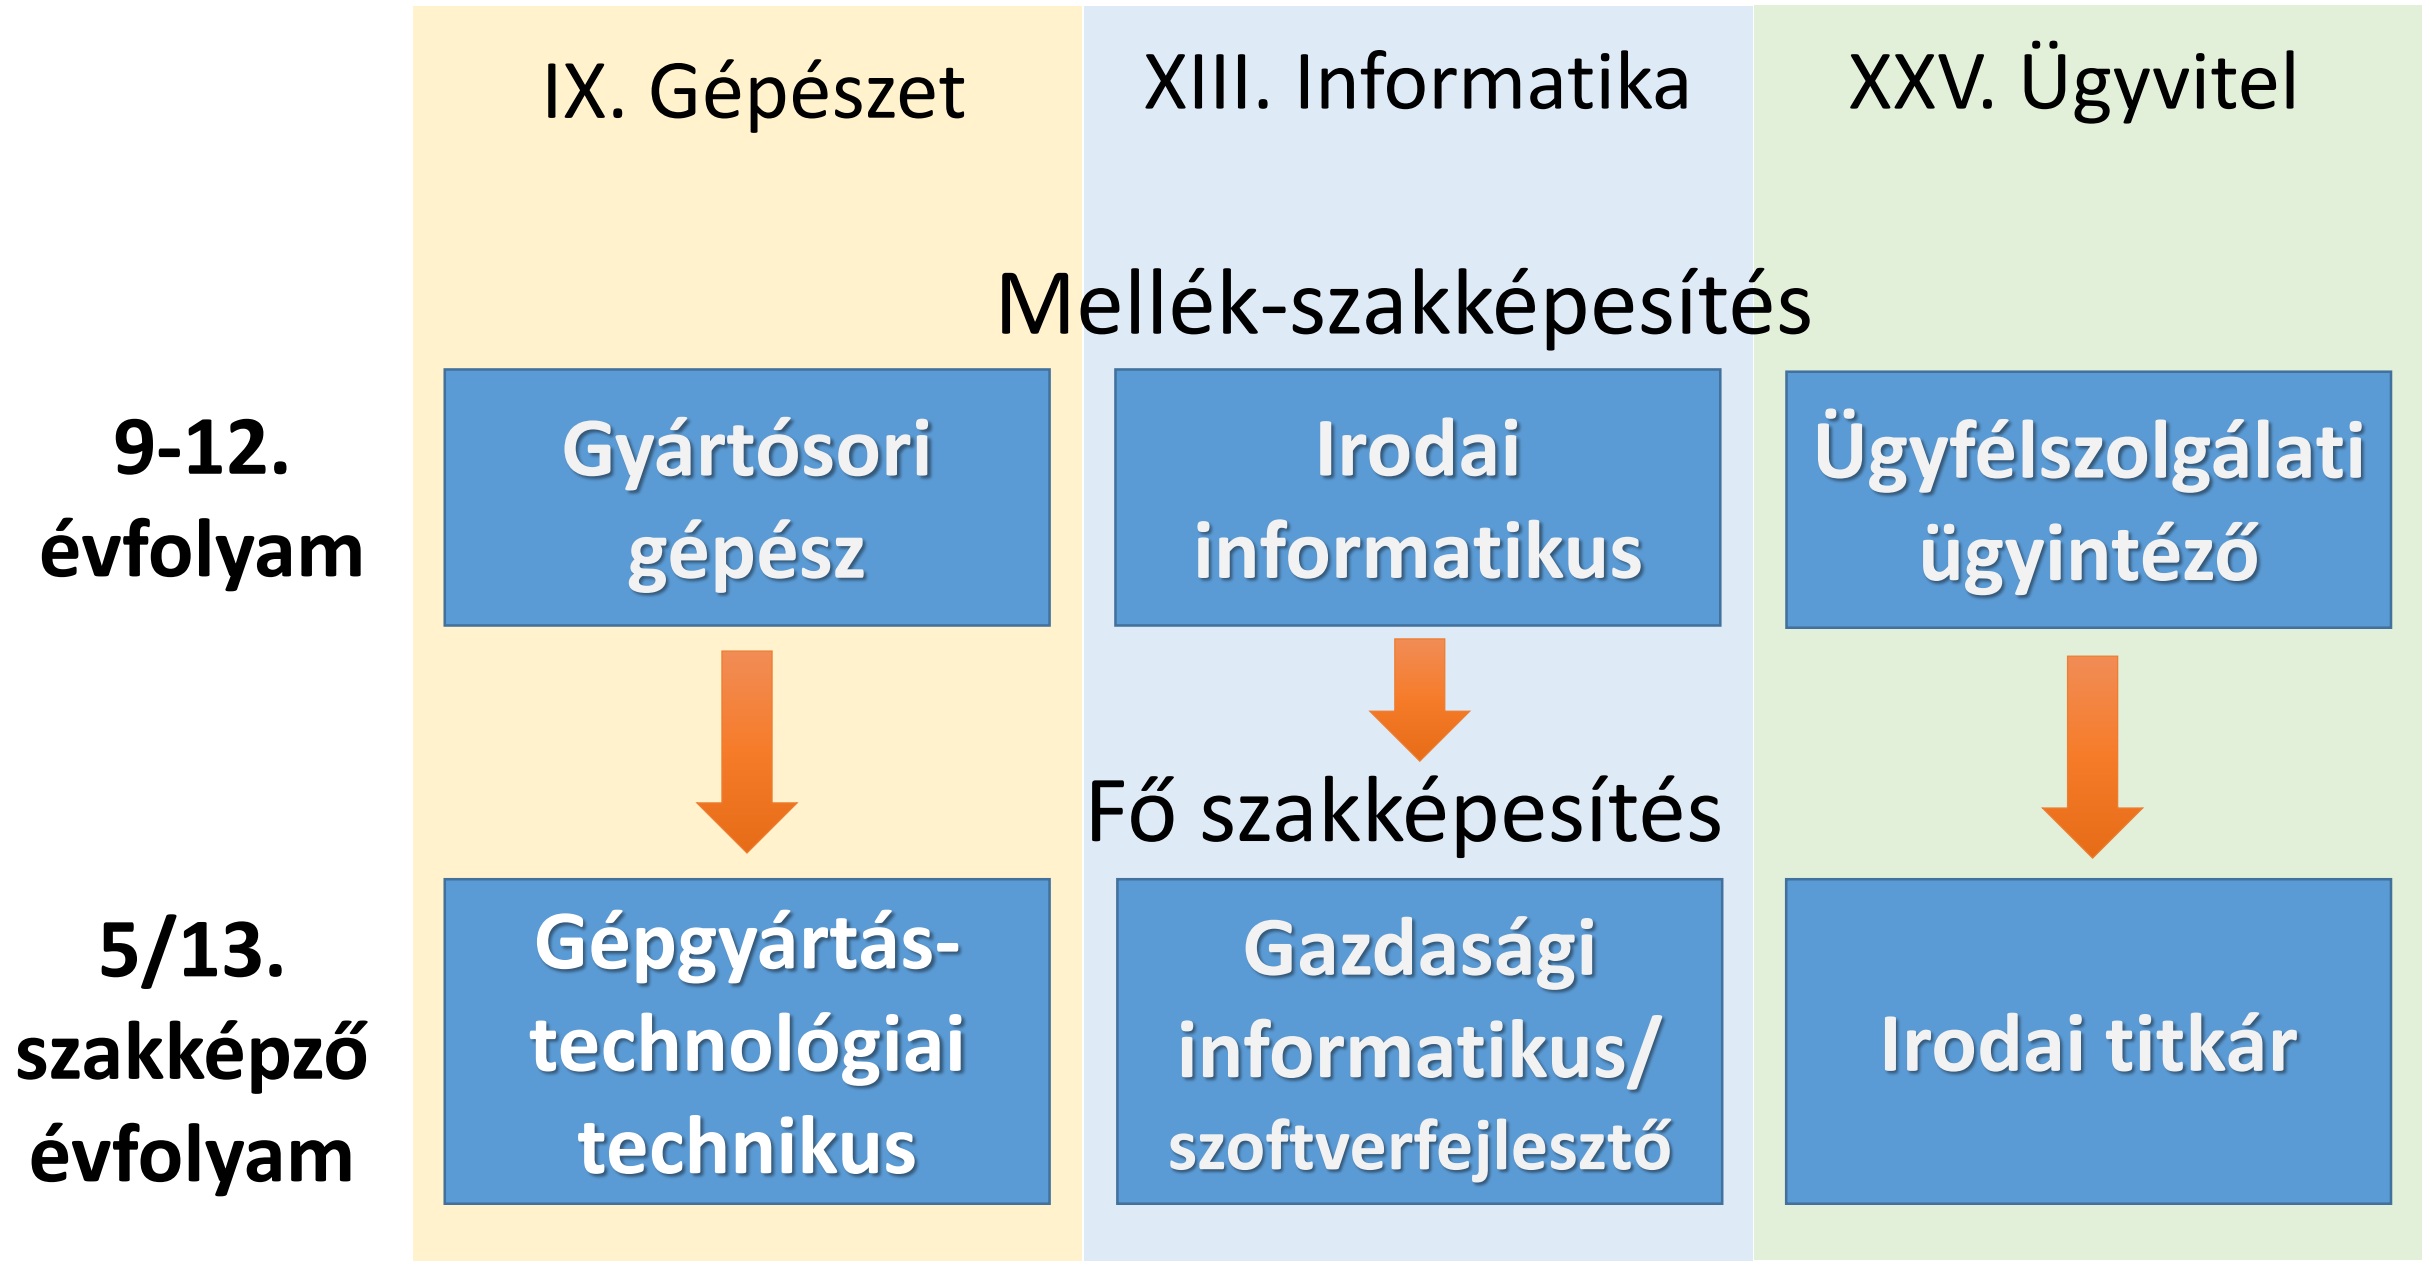 IX. Gépészet
XIII. Informatika
XXV. Ügyvitel
Mellék-szakképesítés
9-12.
évfolyam
Gyártósori
gépész
Irodai
informatikus
Ügyfélszolgálati
ügyintéző
Fő szakképesítés
5/13.
szakképző
évfolyam
Gépgyártás-
technológiai
technikus
Gazdasági
informatikus/
szoftverfejlesztő
Irodai titkár